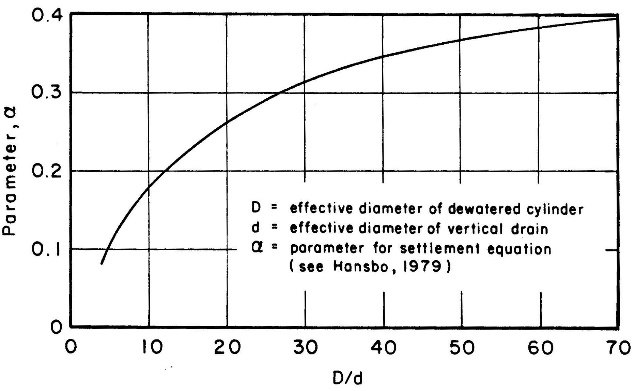 0.4
0.3
0.2
0.1
0
Parameter, α
D = effective diameter of dewatered cylinder
d = effective diameter of vertical drain
α = parameter for settlement equation
(see Hansbo, 1979)
0 10 20 30 40 50 60 70
D/d